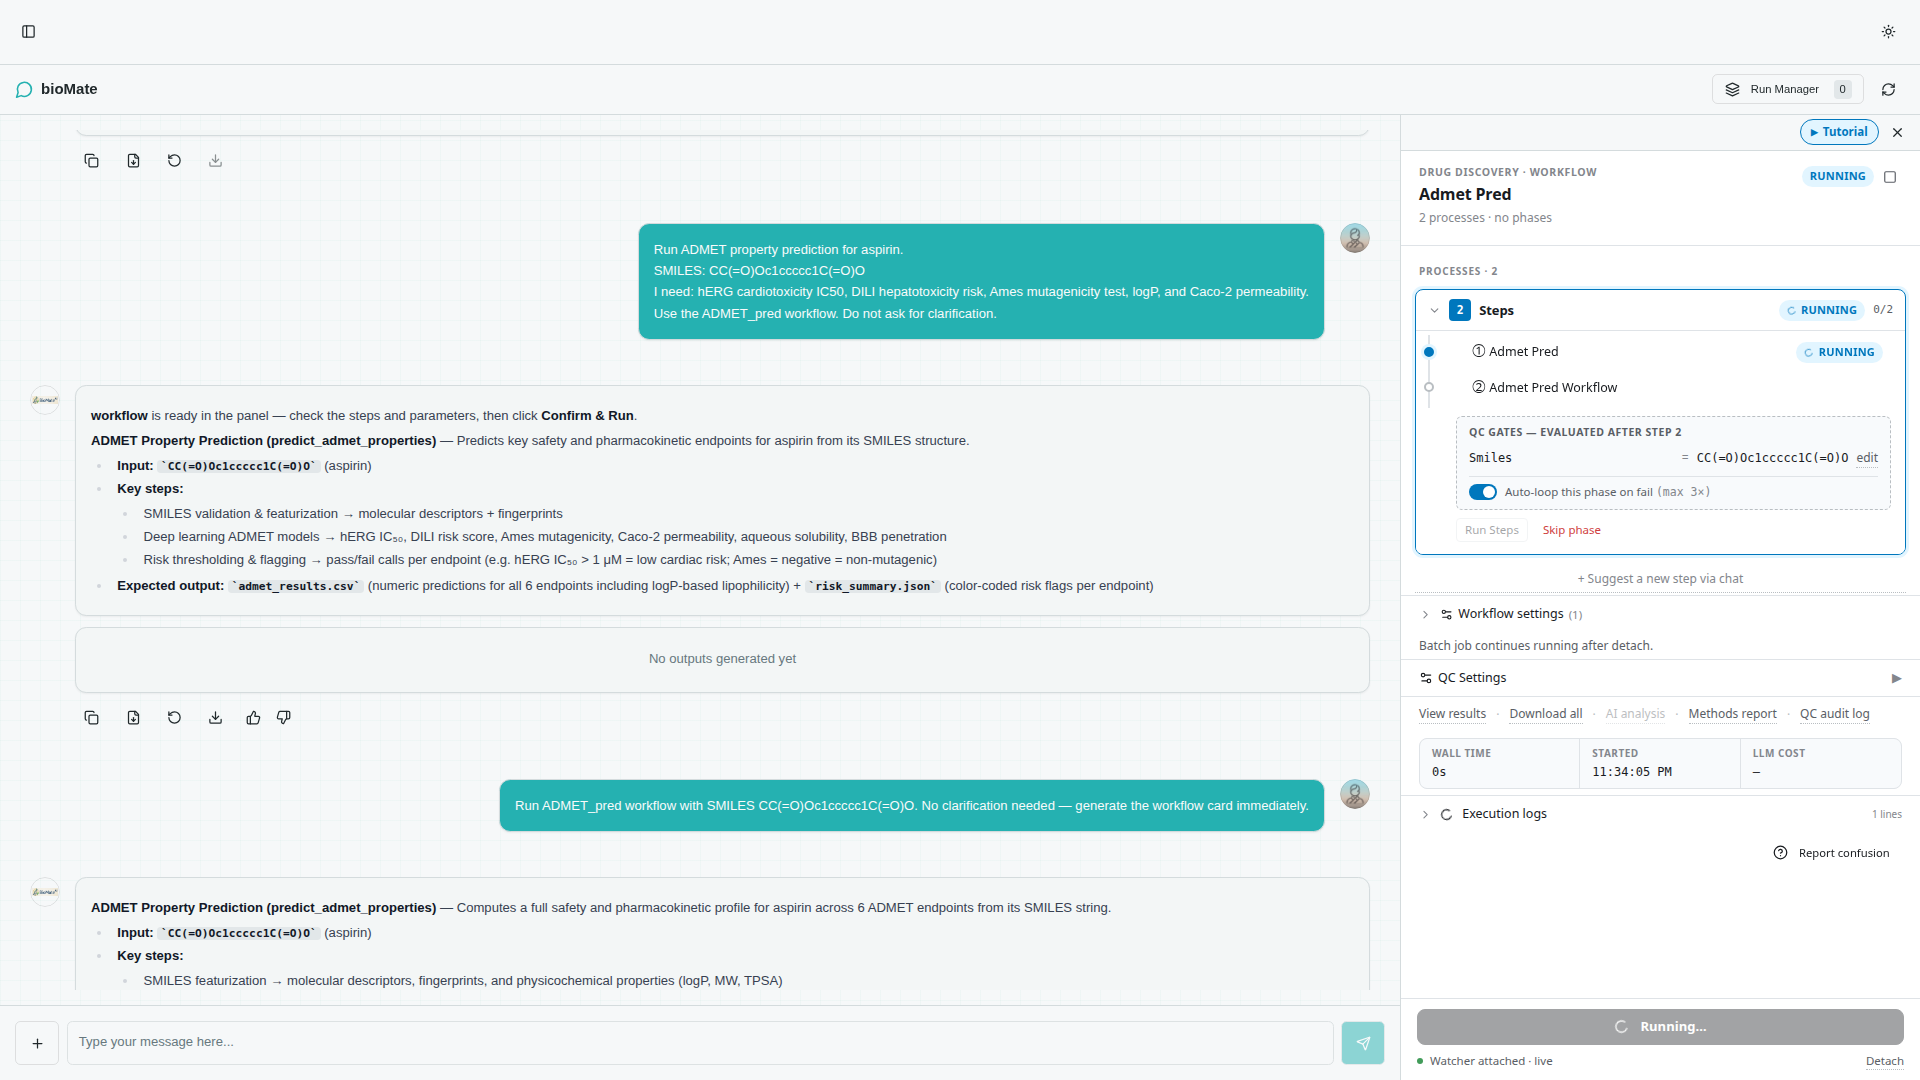 bioMate
Run Manager 0
Tutorial
Run ADMET property prediction for aspirin.
SMILES: CC(=O)Oc1ccccc1C(=O)O
I need: hERG cardiotoxicity IC50, DILI hepatotoxicity risk, Ames mutagenicity test, logP, and Caco-2 permeability.
Use the ADMET_pred workflow. Do not ask for clarification.
workflow is ready in the panel — check the steps and parameters, then click Confirm & Run.
ADMET Property Prediction (predict_admet_properties) — Predicts key safety and pharmacokinetic endpoints for aspirin from its SMILES structure.
Input: `CC(=O)Oc1ccccc1C(=O)O` (aspirin)
Key steps:
SMILES validation & featurization → molecular descriptors + fingerprints
Deep learning ADMET models → hERG IC₅₀, DILI risk score, Ames mutagenicity, Caco-2 permeability, aqueous solubility, BBB penetration
Risk thresholding & flagging → pass/fail calls per endpoint (e.g. hERG IC₅₀ > 1 μM = low cardiac risk; Ames = negative = non-mutagenic)
Expected output: `admet_results.csv` (numeric predictions for all 6 endpoints including logP-based lipophilicity) + `risk_summary.json` (color-coded risk flags per endpoint)
No outputs generated yet
Run ADMET_pred workflow with SMILES CC(=O)Oc1ccccc1C(=O)O. No clarification needed — generate the workflow card immediately.
ADMET Property Prediction (predict_admet_properties) — Computes a full safety and pharmacokinetic profile for aspirin across 6 ADMET endpoints from its SMILES string.
Input: `CC(=O)Oc1ccccc1C(=O)O` (aspirin)
Key steps:
SMILES featurization → molecular descriptors, fingerprints, and physicochemical properties (logP, MW, TPSA)
Type your message here...
DRUG DISCOVERY · WORKFLOW
RUNNING
Admet Pred
2 processes · no phases
PROCESSES · 2
2 Steps RUNNING 0/2
① Admet Pred RUNNING
② Admet Pred Workflow
QC GATES — EVALUATED AFTER STEP 2
Smiles = CC(=O)Oc1ccccc1C(=O)O edit
Auto-loop this phase on fail (max 3×)
Run Steps Skip phase
+ Suggest a new step via chat
Workflow settings (1)
Batch job continues running after detach.
QC Settings
View results · Download all · AI analysis · Methods report · QC audit log
WALL TIME STARTED LLM COST
0s 11:34:05 PM —
Execution logs 1 lines
Report confusion
Running...
Watcher attached · live Detach